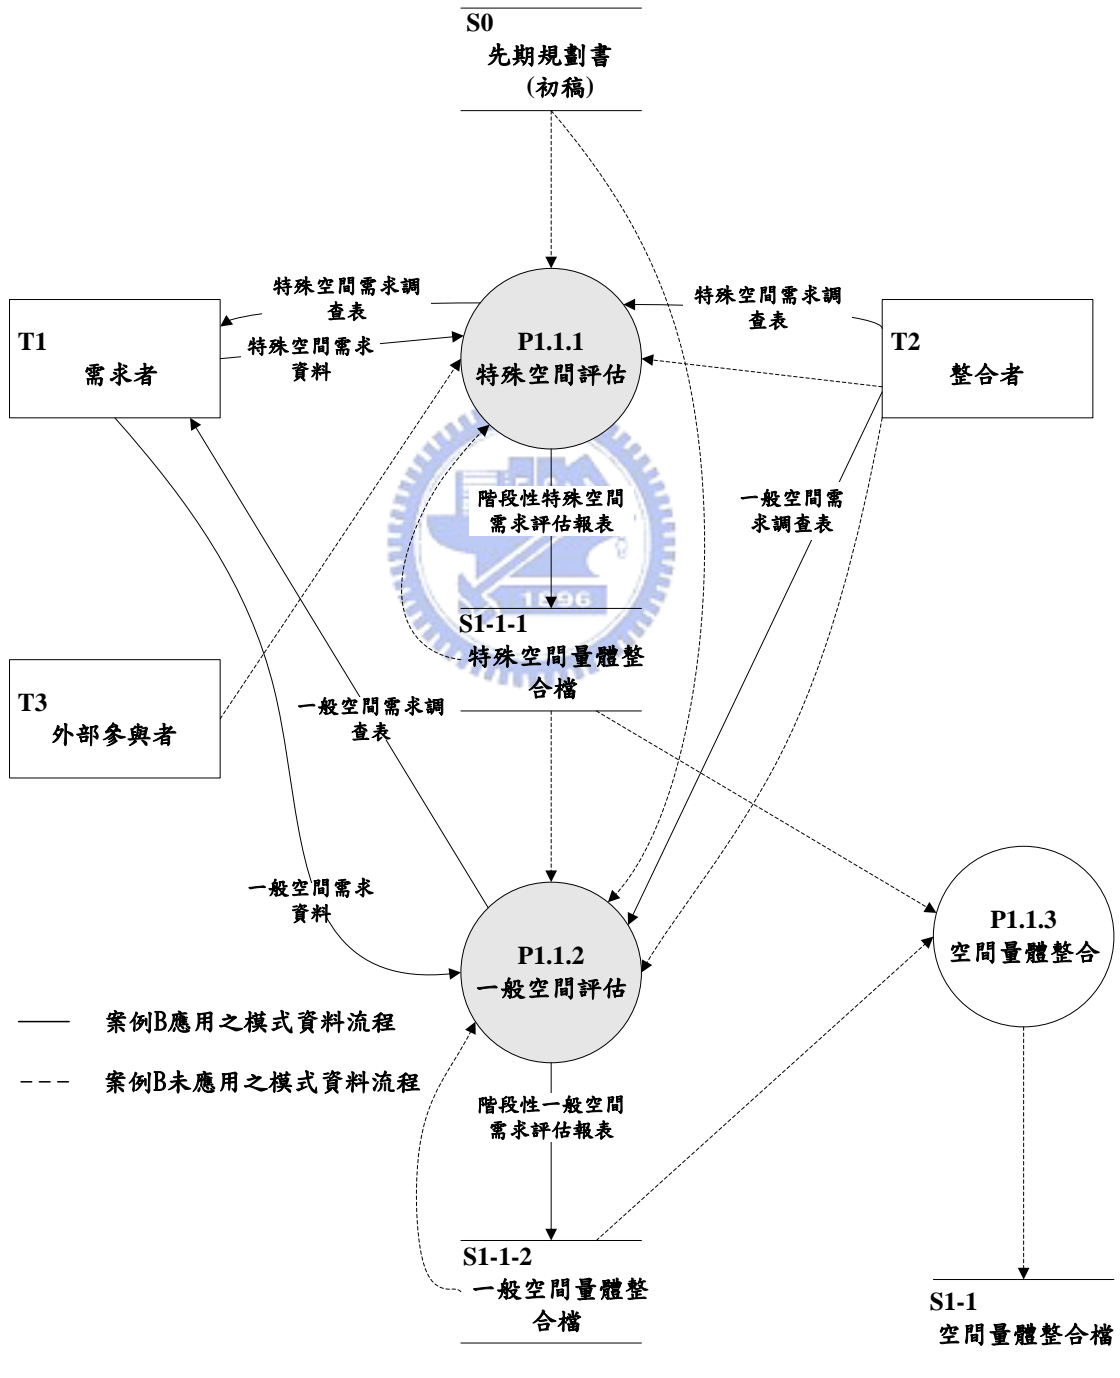 S0
先期規劃書
(初稿)
特殊空間需求調
查表
特殊空間需求調
查表
T1
需求者
特殊空間需求
資料
P1.1.1
特殊空間評估
T2
整合者
階段性特殊空間
需求評估報表
一般空間需
求調查表
1896
S1-1-1
特殊空間量體整
合檔
T3
外部參與者
一般空間需求調
查表
一般空間需求
資料
P1.1.2
一般空間評估
P1.1.3
空間量體整合
案例B應用之模式資料流程
案例B未應用之模式資料流程
階段性一般空間
需求評估報表
S1-1-2
一般空間量體整
合檔
S1-1
空間量體整合檔